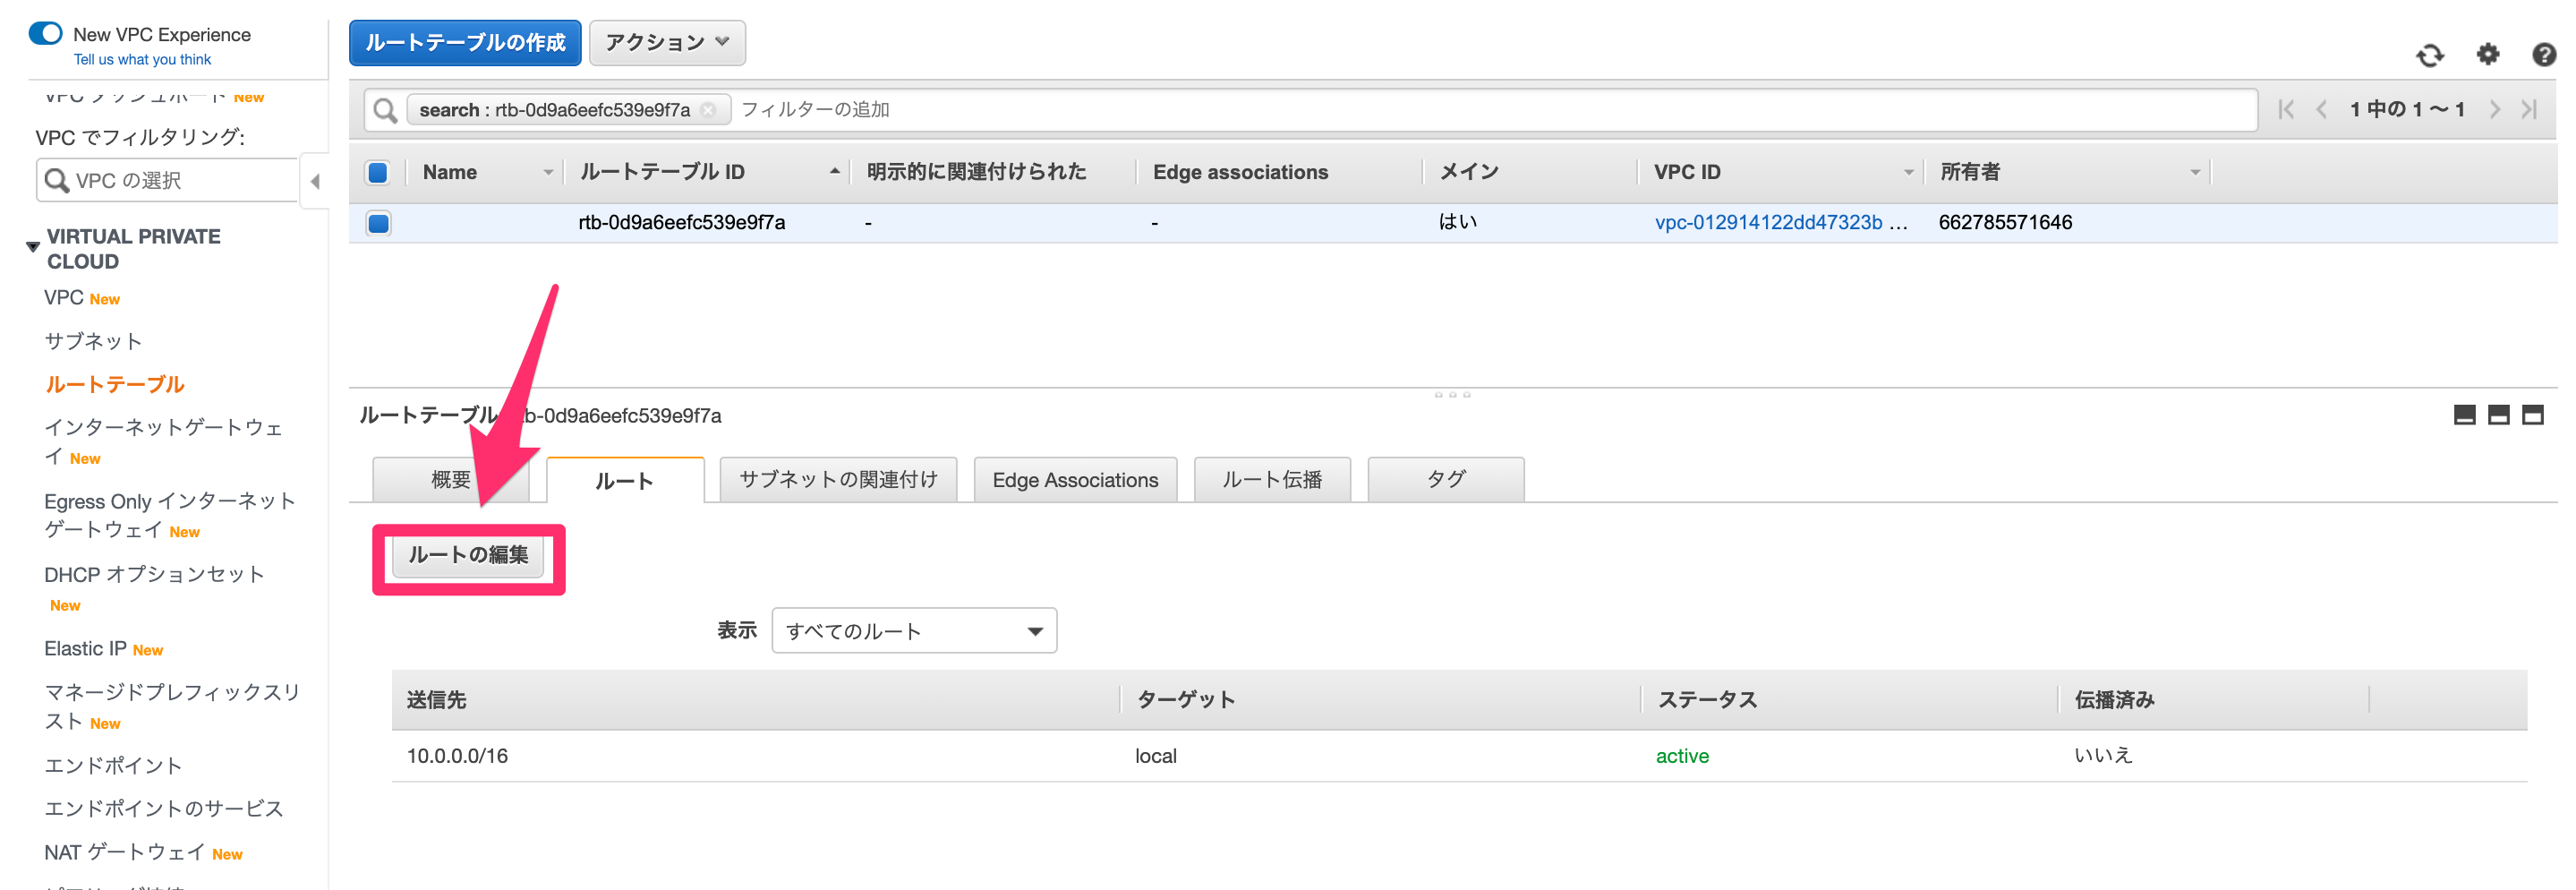 New VPC Experience
Tell us what you think
VPC ダッシュボード New
VPC でフィルタリング:
VPC の選択
VIRTUAL PRIVATE
CLOUD
VPC New
サブネット
ルートテーブル
インターネットゲートウェ
イ New
Egress Only インターネット
ゲートウェイ New
DHCP オプションセット
New
Elastic IP New
マネージドプレフィックスリ
スト New
エンドポイント
エンドポイントのサービス
NAT ゲートウェイ New
ルートテーブルの作成 アクション
search : rtb-0d9a6eefc539e9f7a フィルターの追加 1 中の 1 ～ 1
Name ルートテーブル ID 明示的に関連付けられた Edge associations メイン VPC ID 所有者
rtb-0d9a6eefc539e9f7a - - はい vpc-012914122dd47323b ... 662785571646
ルートテーブル b-0d9a6eefc539e9f7a
概要 ルート サブネットの関連付け Edge Associations ルート伝播 タグ
ルートの編集
表示 すべてのルート
送信先 ターゲット ステータス 伝播済み
10.0.0.0/16 local active いいえ